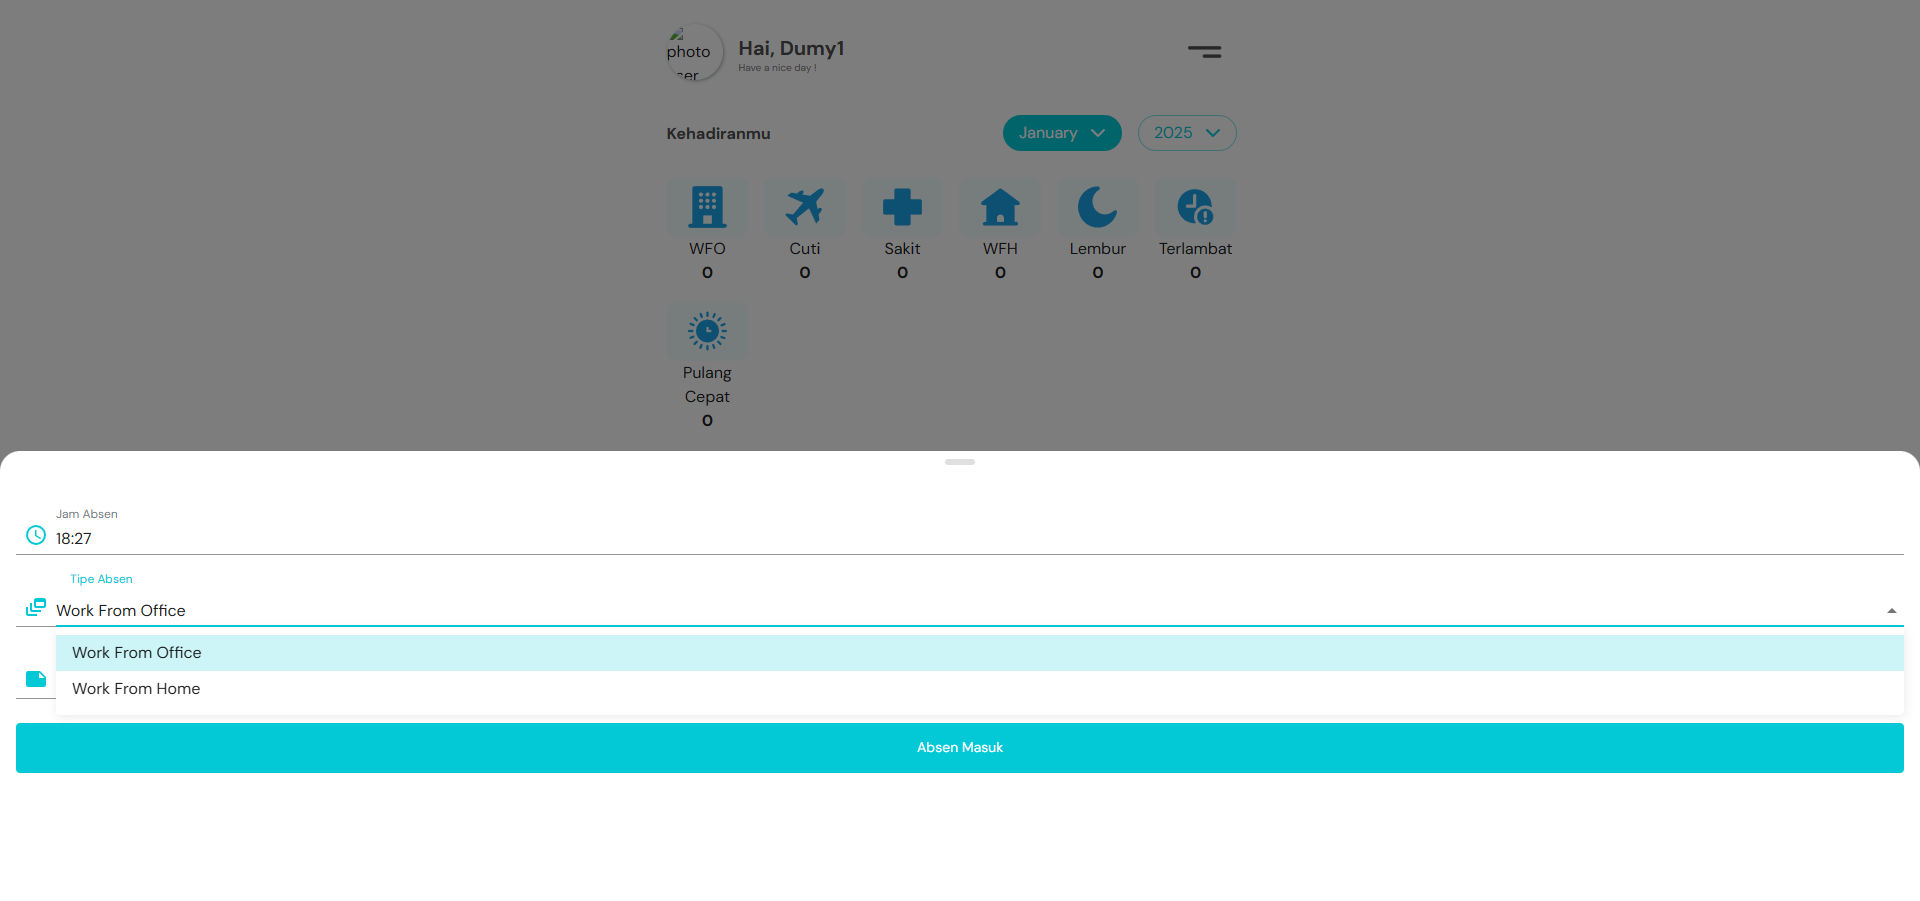 photo
ser
Hai, Dumy1
Have a nice day !
Kehadiranmu
January
2025
WFO
0
Cuti
0
Sakit
0
WFH
0
Lembur
0
Terlambat
0
Pulang
Cepat
0
Jam Absen
18:27
Tipe Absen
Work From Office
Work From Office
Work From Home
Absen Masuk